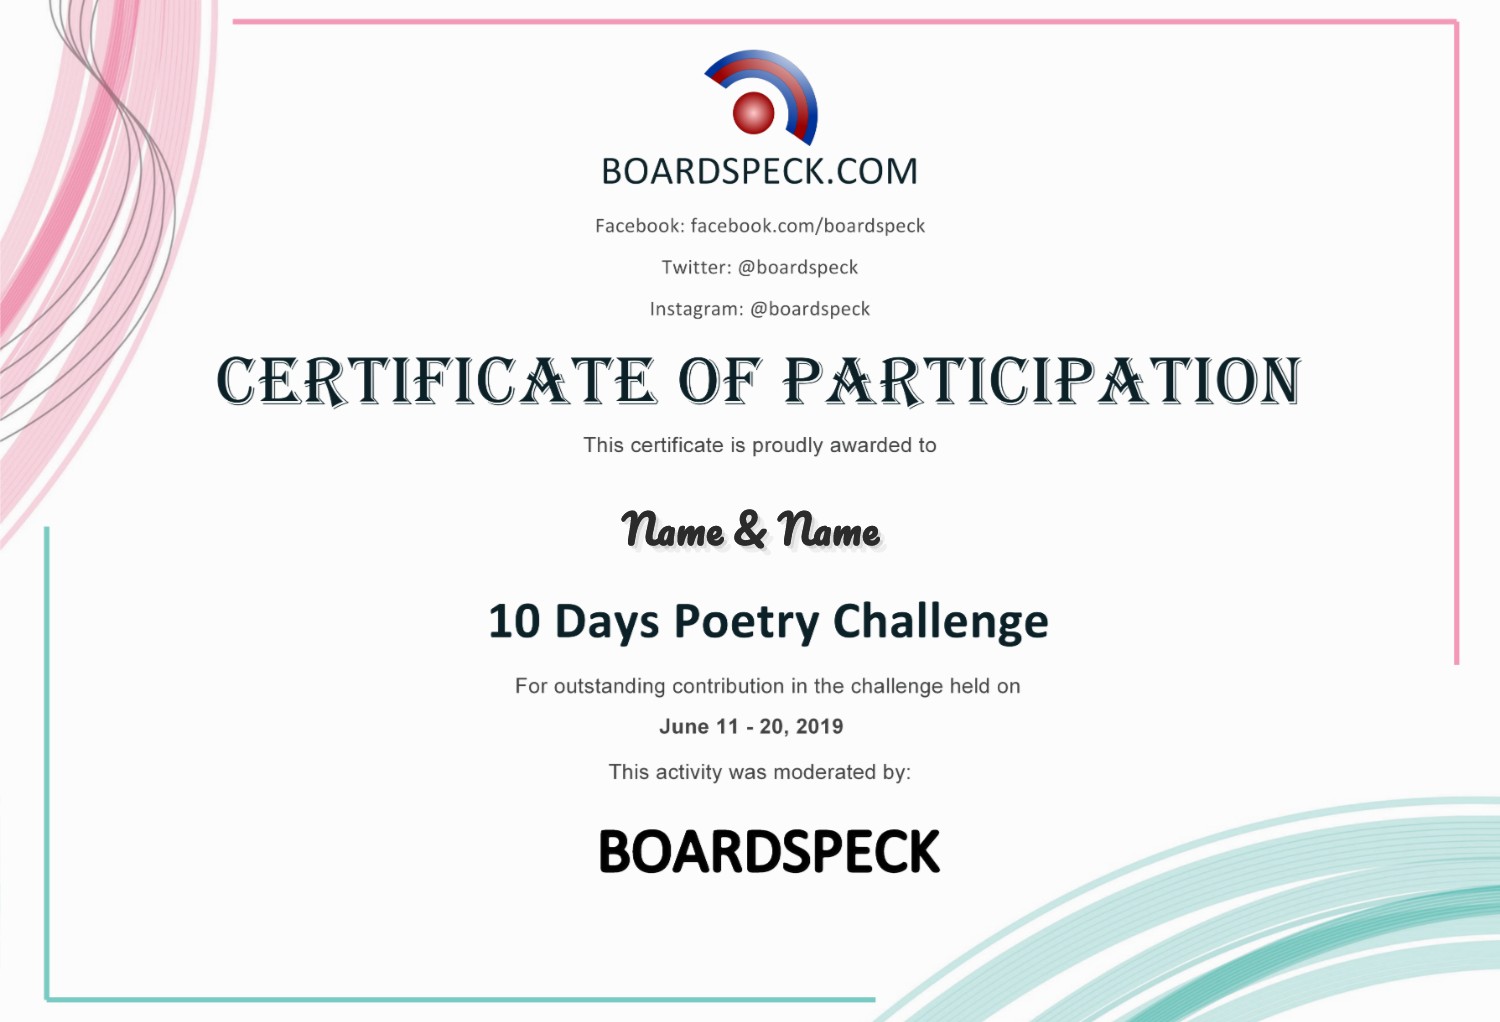 BOARDSPECK.COM
Facebook: facebook.com/boardspeck
Twitter: @boardspeck
Instagram: @boardspeck
CERTIFICATE OF PARTICIPATION
This certificate is proudly awarded to
Name & Name
10 Days Poetry Challenge
For outstanding contribution in the challenge held on
June 11 - 20, 2019
This activity was moderated by:
BOARDSPECK